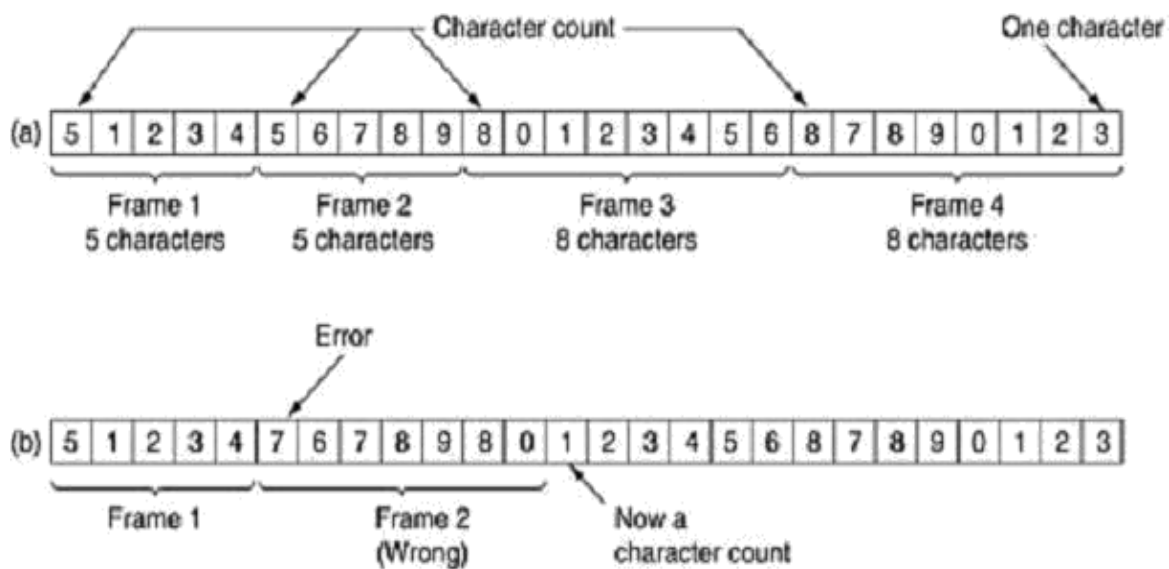 Character count One character
(a) 5 1 2 3 4 5 6 7 8 9 8 0 1 2 3 4 5 6 8 7 8 9 0 1 2 3
Frame 1 Frame 2 Frame 3 Frame 4
5 characters 5 characters 8 characters 8 characters
Error
(b) 5 1 2 3 4 7 6 7 8 9 8 0 1 2 3 4 5 6 8 7 8 9 0 1 2 3
Frame 1 Frame 2 Now a
(Wrong) character count